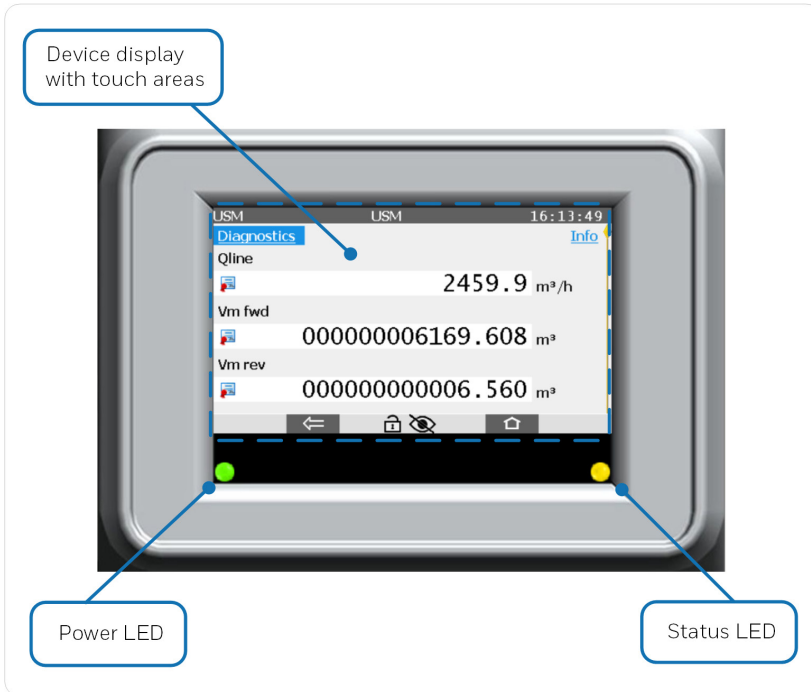 Device display
with touch areas
USM USM 16:13:49
Diagnostics Info
Qline
2459.9 m³/h
Vm fwd
000000006169.608 m³
Vm rev
000000000006.560 m³
Power LED
Status LED